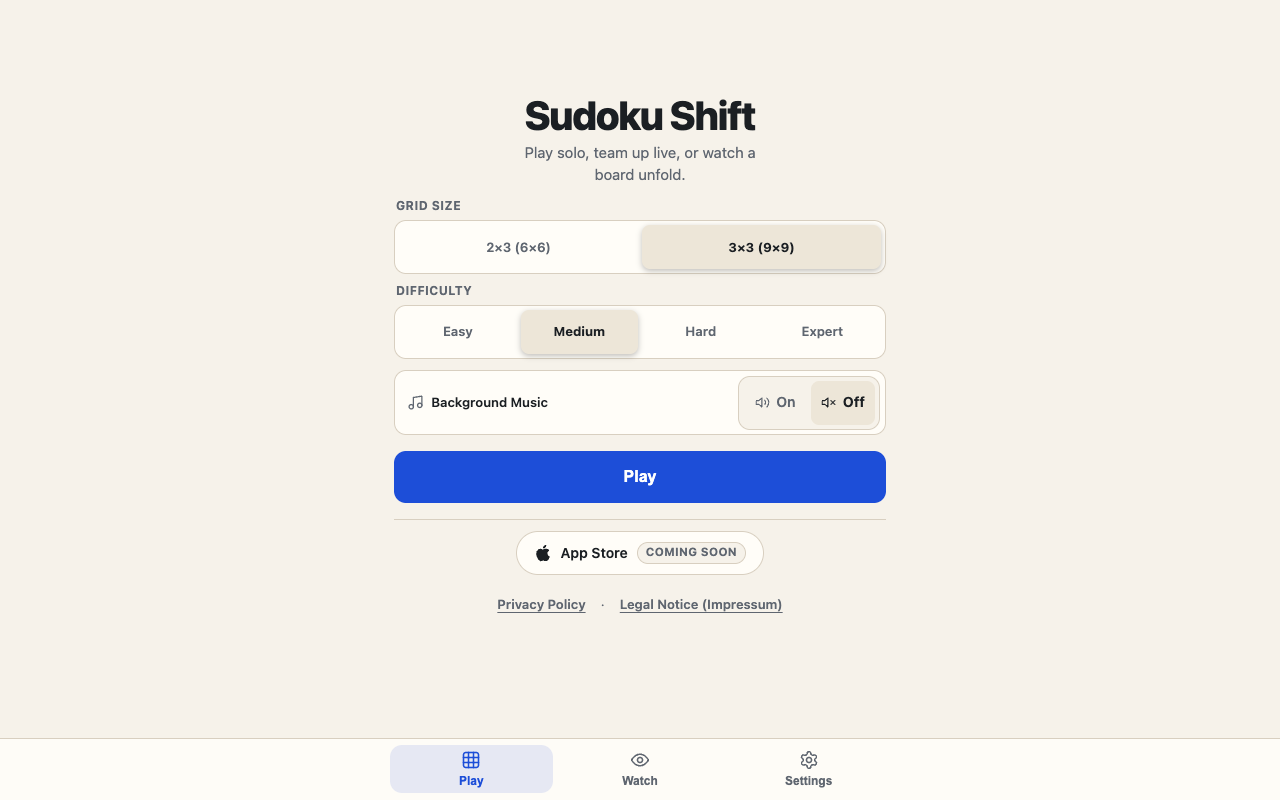 Sudoku Shift
Play solo, team up live, or watch a
board unfold.
GRID SIZE
2×3 (6×6)
3×3 (9×9)
DIFFICULTY
Easy
Medium
Hard
Expert
Background Music
On
Off
Play
App Store
COMING SOON
Privacy Policy · Legal Notice (Impressum)
Play
Watch
Settings